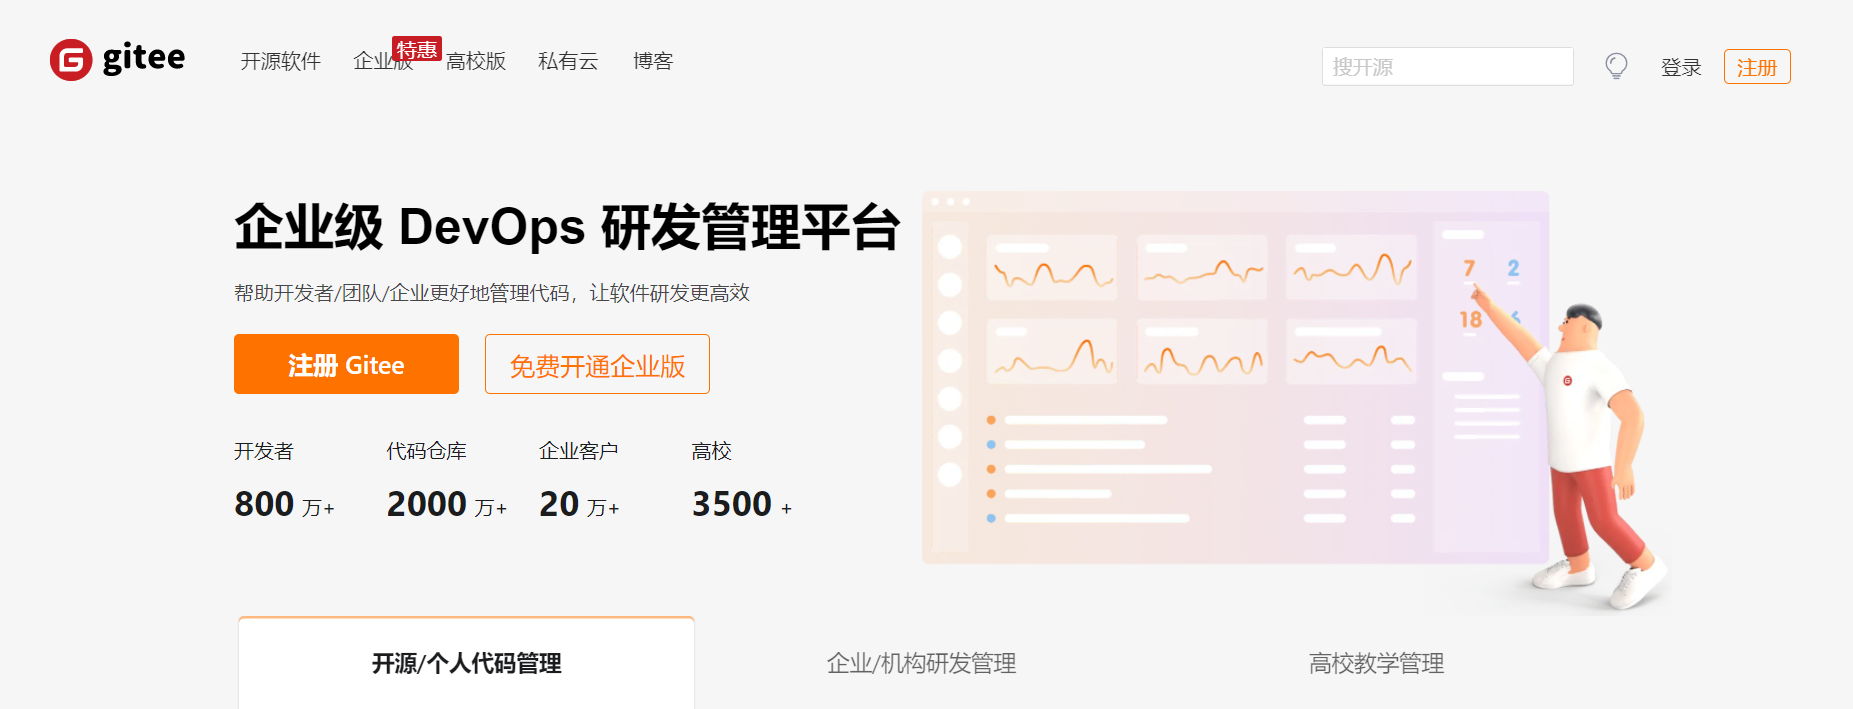 gitee
开源软件 企业版 特惠 高校版 私有云 博客
搜开源 登录 注册
企业级 DevOps 研发管理平台
帮助开发者/团队/企业更好地管理代码，让软件研发更高效
注册 Gitee 免费开通企业版
开发者 代码仓库 企业客户 高校
800 万+ 2000 万+ 20 万+ 3500 +
7 2
18
开源/个人代码管理 企业/机构研发管理 高校教学管理